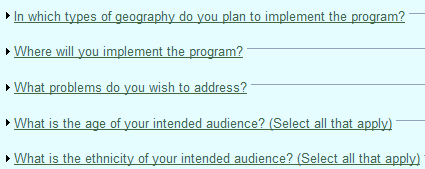 In which types of geography do you plan to implement the program?
Where will you implement the program?
What problems do you wish to address?
What is the age of your intended audience? (Select all that apply)
What is the ethnicity of your intended audience? (Select all that apply)